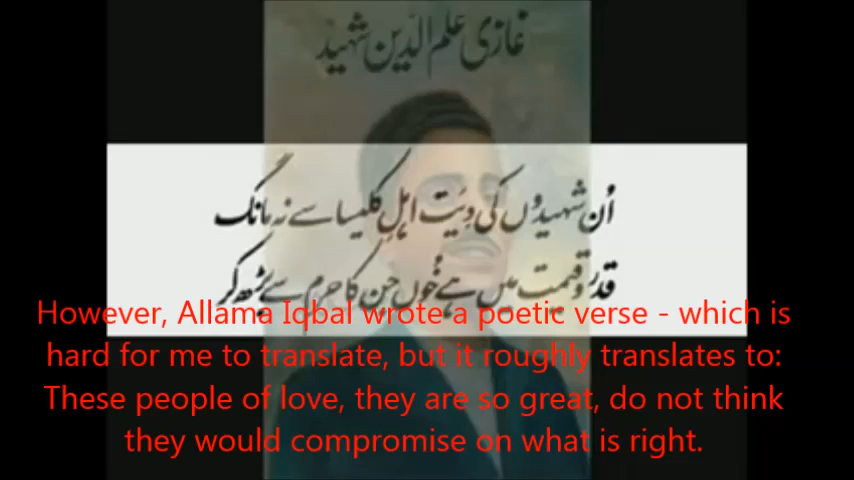 غازی علم الدین شہید
اُن شہیدوں کی دِیَت اہلِ کلیسا سے نہ مانگ
قدر و قیمت میں ہے خُوں جن کا حرم سے بڑھ کر
However, Allama Iqbal wrote a poetic verse - which is
hard for me to translate, but it roughly translates to:
These people of love, they are so great, do not think
they would compromise on what is right.